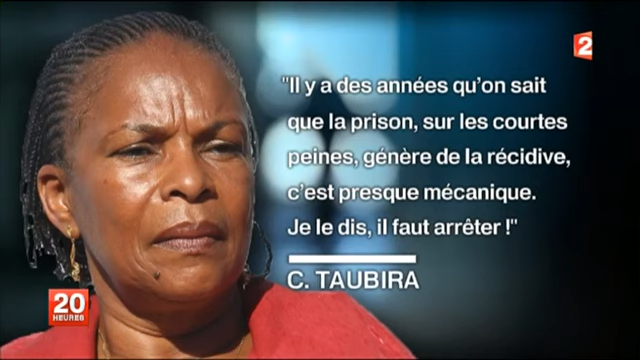 2
"Il y a des années qu'on sait
que la prison, sur les courtes
peines, génère de la récidive,
c'est presque mécanique.
Je le dis, il faut arrêter !"
C. TAUBIRA
20
HEURES